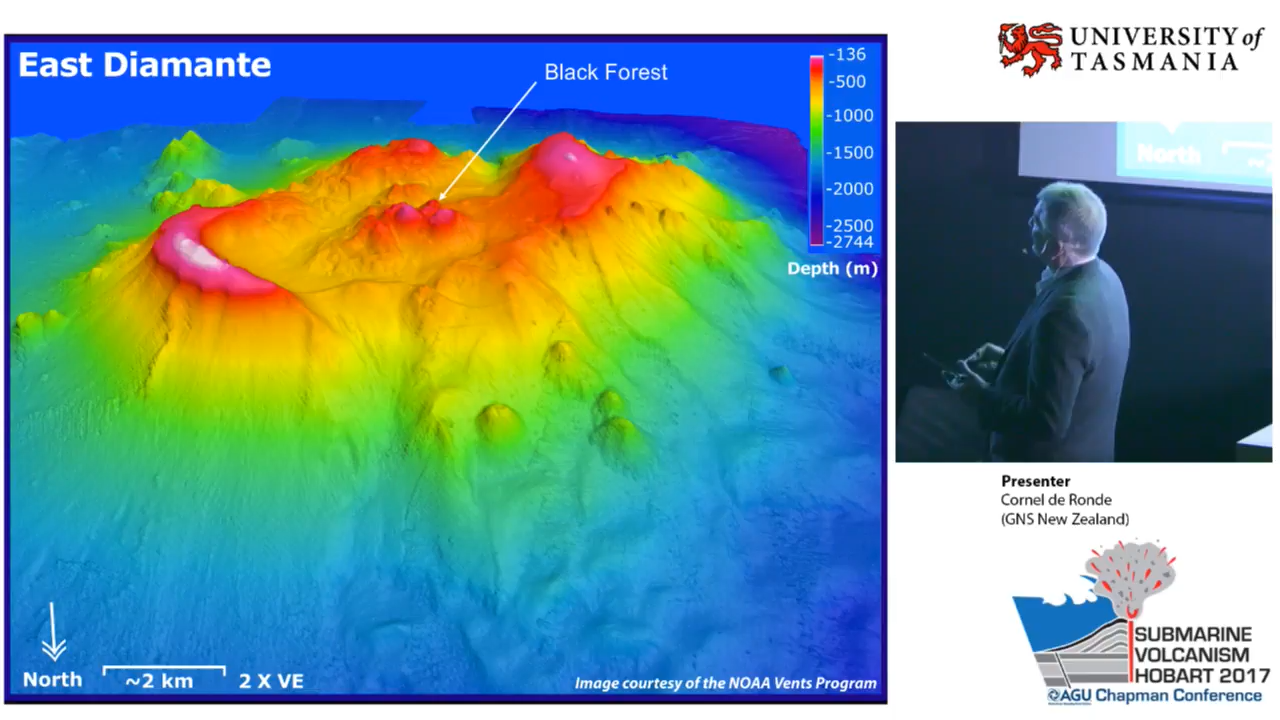 East Diamante
Black Forest
-136
-500
-1000
-1500
-2000
-2500
-2744
Depth (m)
North
~2 km
2 X VE
Image courtesy of the NOAA Vents Program
UNIVERSITY of
TASMANIA
North
Presenter
Cornel de Ronde
(GNS New Zealand)
SUBMARINE
VOLCANISM
HOBART 2017
AGU Chapman Conference